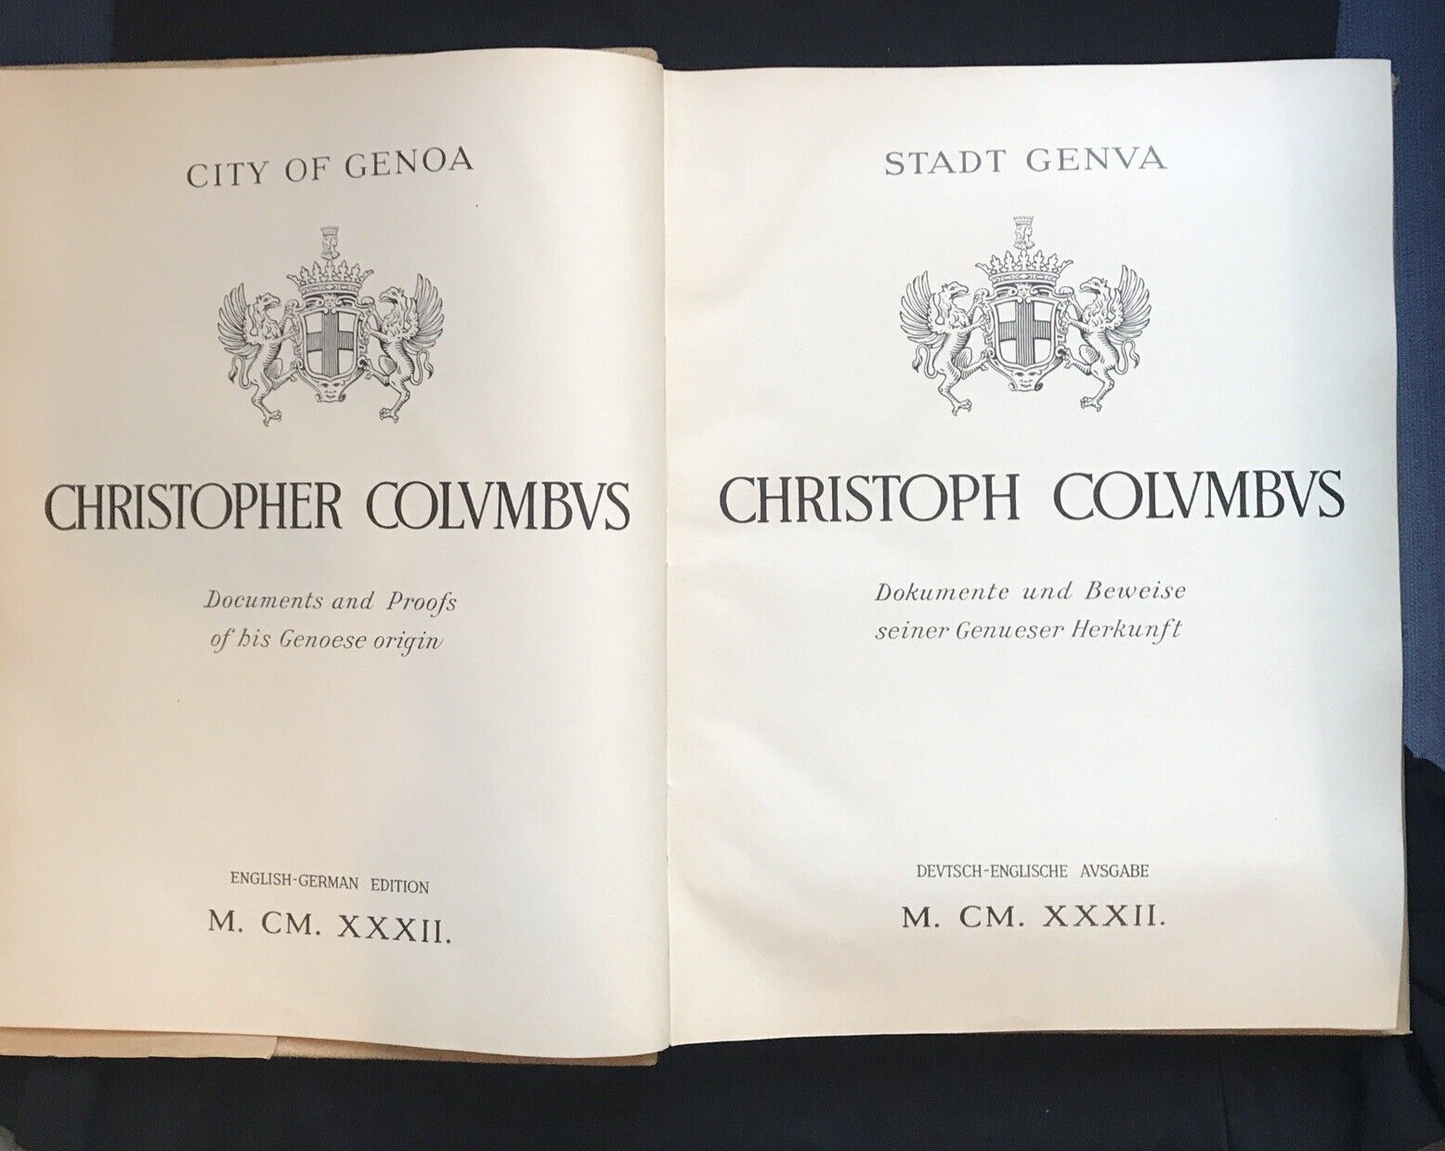 CITY OF GENOA
CHRISTOPHER COLVMBVS
Documents and Proofs
of his Genoese origin
ENGLISH-GERMAN EDITION
M. CM. XXXII.
STADT GENVA
CHRISTOPH COLVMBVS
Dokumente und Beweise
seiner Genueser Herkunft
DEVTSCH-ENGLISCHE AVSGABE
M. CM. XXXII.